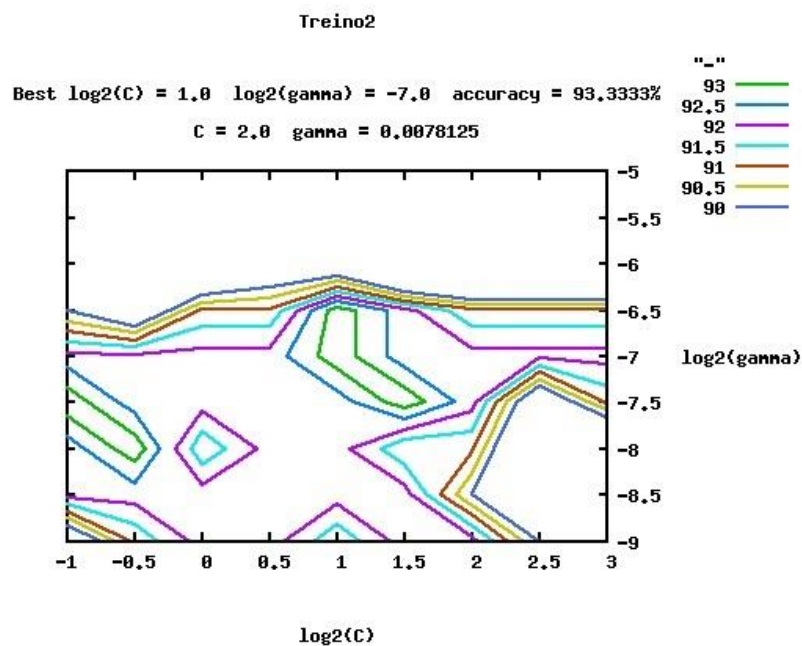 Treino2
Best log2(C) = 1.0 log2(gamma) = -7.0 accuracy = 93.3333%
C = 2.0 gamma = 0.0078125
"_"
93
92.5
92
91.5
91
90.5
90
-5
-5.5
-6
-6.5
-7
-7.5
-8
-8.5
-9
log2(gamma)
-1 -0.5 0 0.5 1 1.5 2 2.5 3
log2(C)